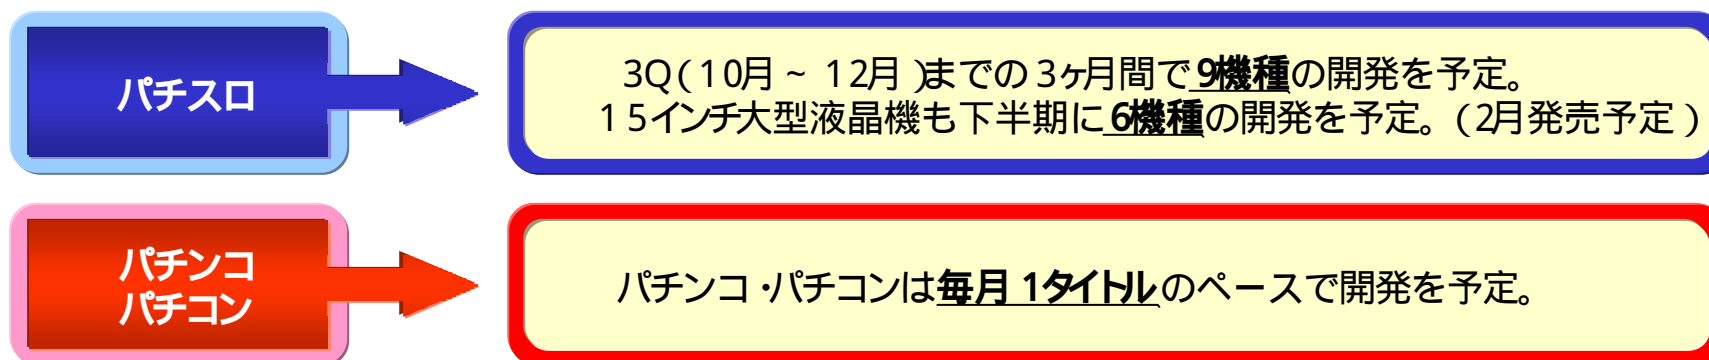 パチスロ
3Q(10月~12月)までの3ヶ月間で9機種の開発を予定。
15インチ大型液晶機も下半期に6機種の開発を予定。(2月発売予定)
パチンコ
パチコン
パチンコ・パチコンは毎月1タイトルのペースで開発を予定。